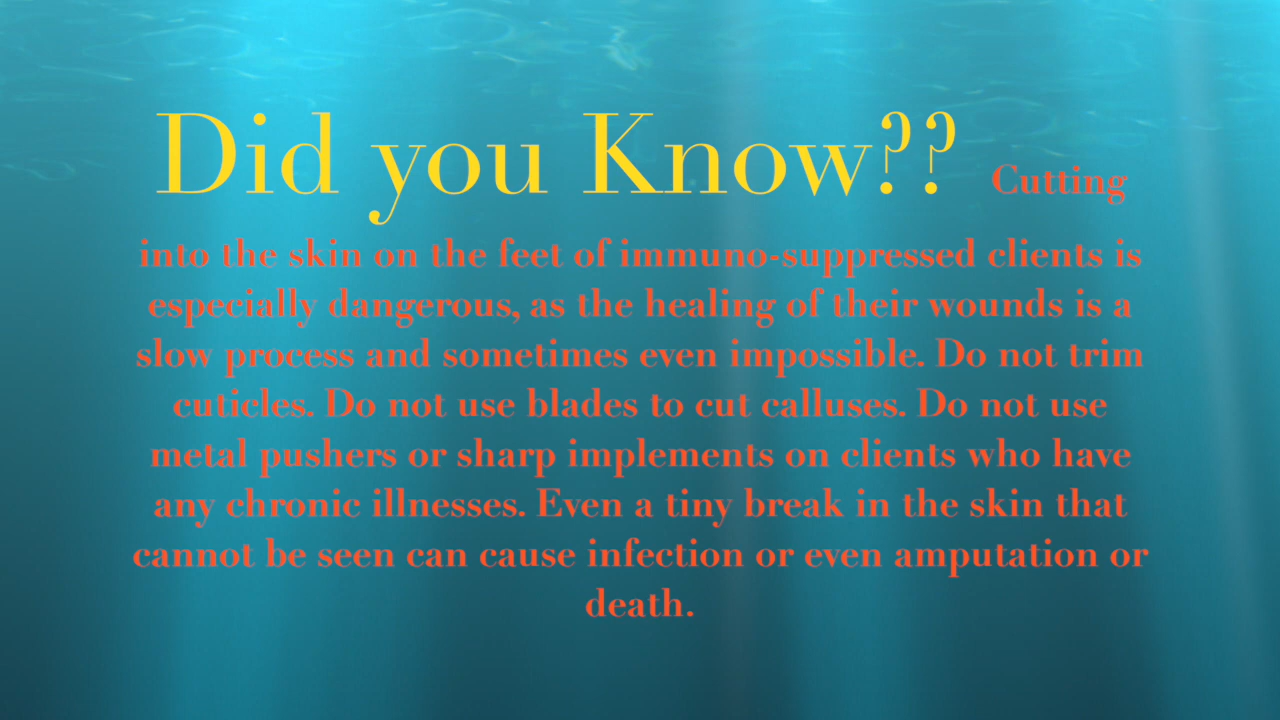 Did you Know?? Cutting
into the skin on the feet of immuno-suppressed clients is
especially dangerous, as the healing of their wounds is a
slow process and sometimes even impossible. Do not trim
cuticles. Do not use blades to cut calluses. Do not use
metal pushers or sharp implements on clients who have
any chronic illnesses. Even a tiny break in the skin that
cannot be seen can cause infection or even amputation or
death.